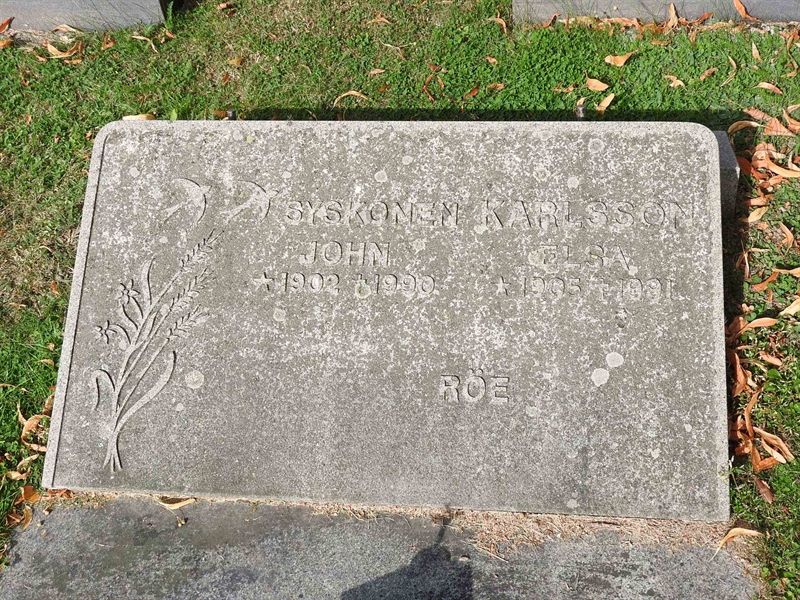 SYSKONEN KARLSSON
JOHN ELSA
*1902 †1990 *1905 †1991
RÖE